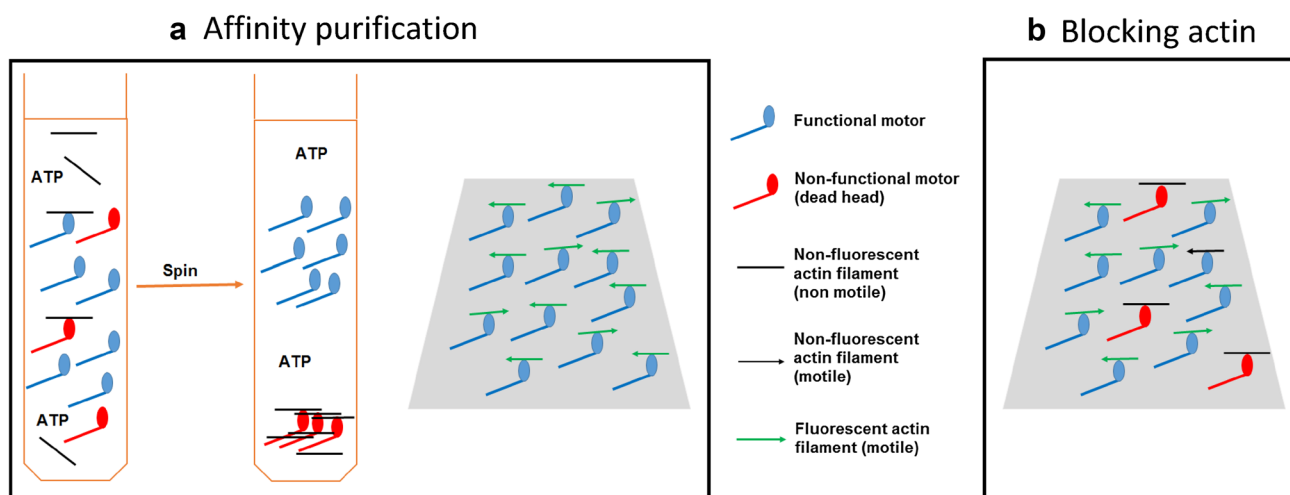 a Affinity purification
b Blocking actin
ATP
ATP
Spin
ATP
ATP
Functional motor
Non-functional motor
(dead head)
Non-fluorescent
actin filament
(non motile)
Non-fluorescent
actin filament
(motile)
Fluorescent actin
filament (motile)